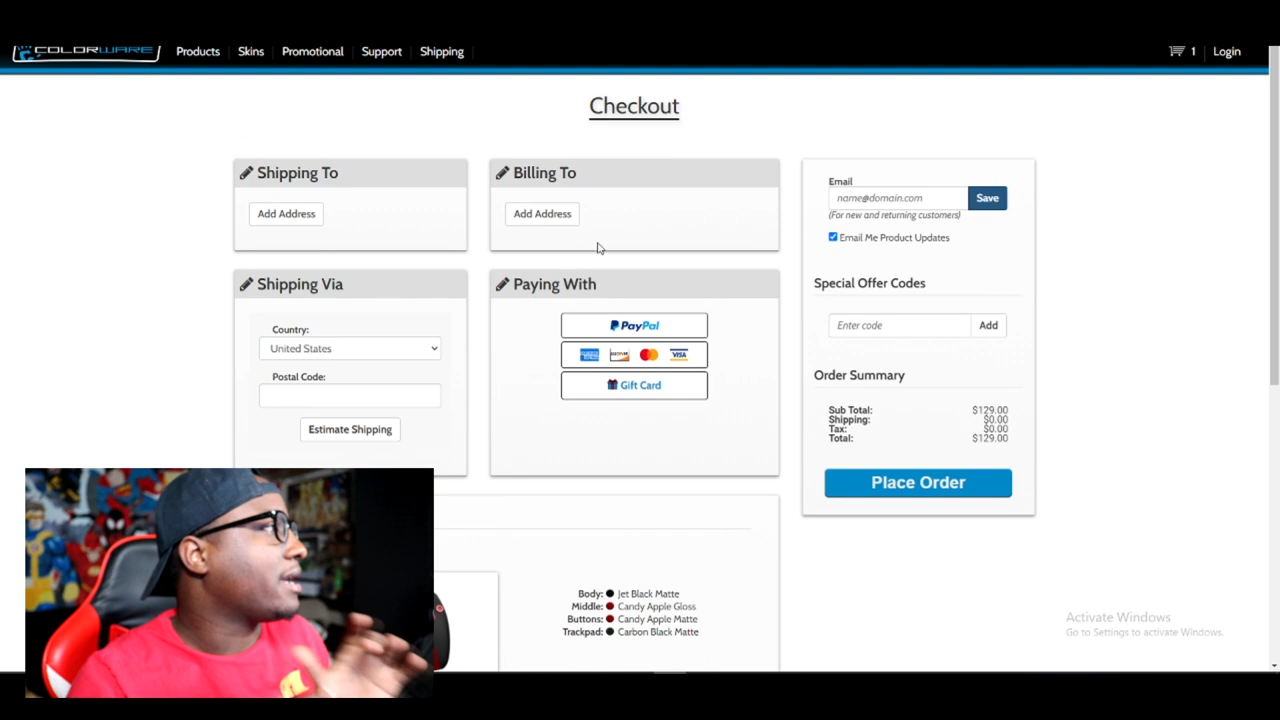 COLORWARE
Products Skins Promotional Support Shipping 1 Login
Checkout
Shipping To
Add Address
Billing To
Add Address
Email
name@domain.com Save
(For new and returning customers)
Email Me Product Updates
Shipping Via
Country:
United States
Postal Code:
Estimate Shipping
Paying With
PayPal
AMERICAN EXPRESS DISCOVER VISA
Gift Card
Special Offer Codes
Enter code Add
Order Summary
Sub Total: $129.00
Shipping: $0.00
Tax: $0.00
Total: $129.00
Place Order
Body: Jet Black Matte
Middle: Candy Apple Gloss
Buttons: Candy Apple Matte
Trackpad: Carbon Black Matte
Activate Windows
Go to Settings to activate Windows.